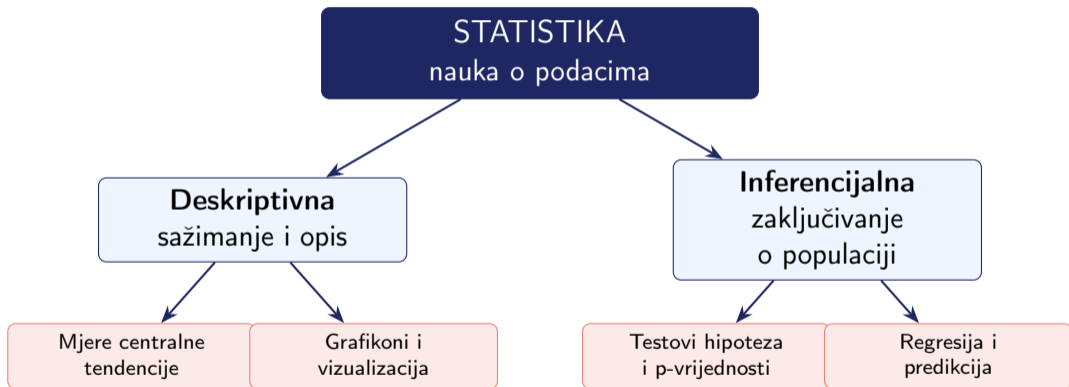 STATISTIKA
nauka o podacima
Deskriptivna
sažimanje i opis
Inferencijalna
zaključivanje
o populaciji
Mjere centralne
tendencije
Grafikoni i
vizualizacija
Testovi hipoteza
i p-vrijednosti
Regresija i
predikcija